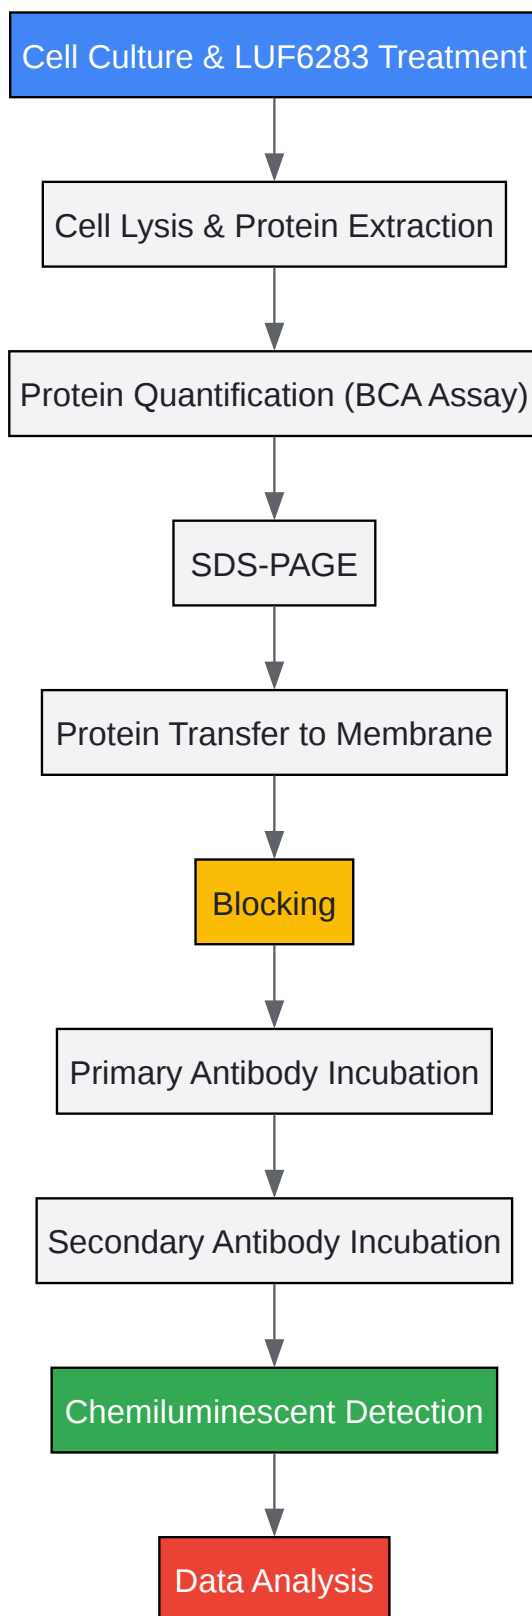 Cell Culture & LUF6283 Treatment
Cell Lysis & Protein Extraction
Protein Quantification (BCA Assay)
SDS-PAGE
Protein Transfer to Membrane
Blocking
Primary Antibody Incubation
Secondary Antibody Incubation
Chemiluminescent Detection
Data Analysis